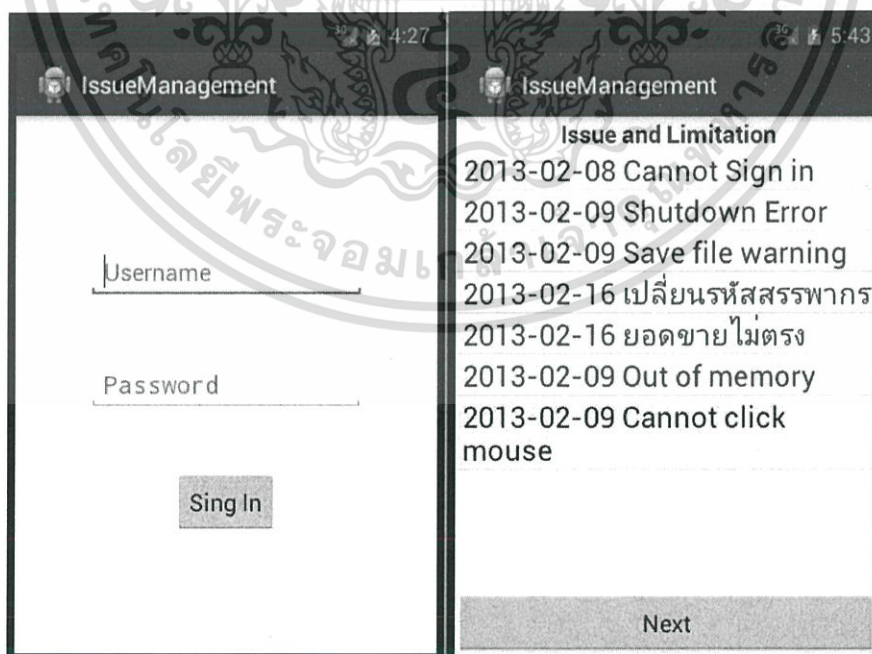 4:27
IssueManagement
Username
Password
Sing In
5:43
IssueManagement
Issue and Limitation
2013-02-08 Cannot Sign in
2013-02-09 Shutdown Error
2013-02-09 Save file warning
2013-02-16 เปลี่ยนรหัสสรรพากร
2013-02-16 ยอดขายไม่ตรง
2013-02-09 Out of memory
2013-02-09 Cannot click
mouse
Next